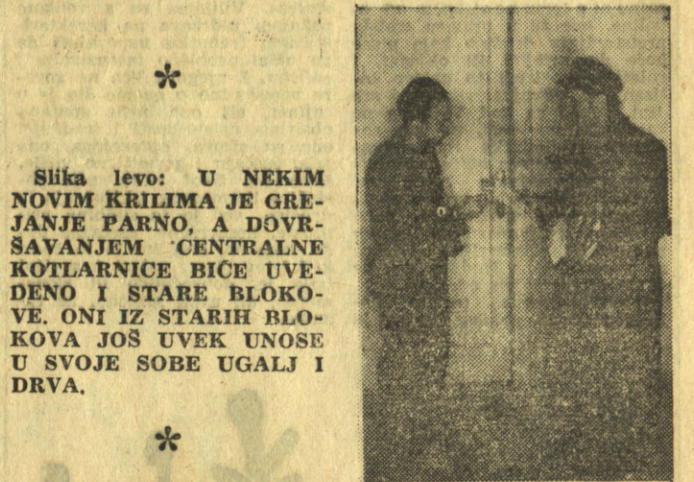 *
Slika levo: U NEKIM
NOVIM KRILIMA JE GRE-
JANJE PARNO, A DOVR-
ŠAVANJEM CENTRALNE
KOTLARNICE BIĆE UVE-
DENO I STARE BLOKO-
VE. ONI IZ STARIH BLO-
KOVA JOŠ UVEK UNOSE
U SVOJE SOBE UGALJ I
DRVA.
*